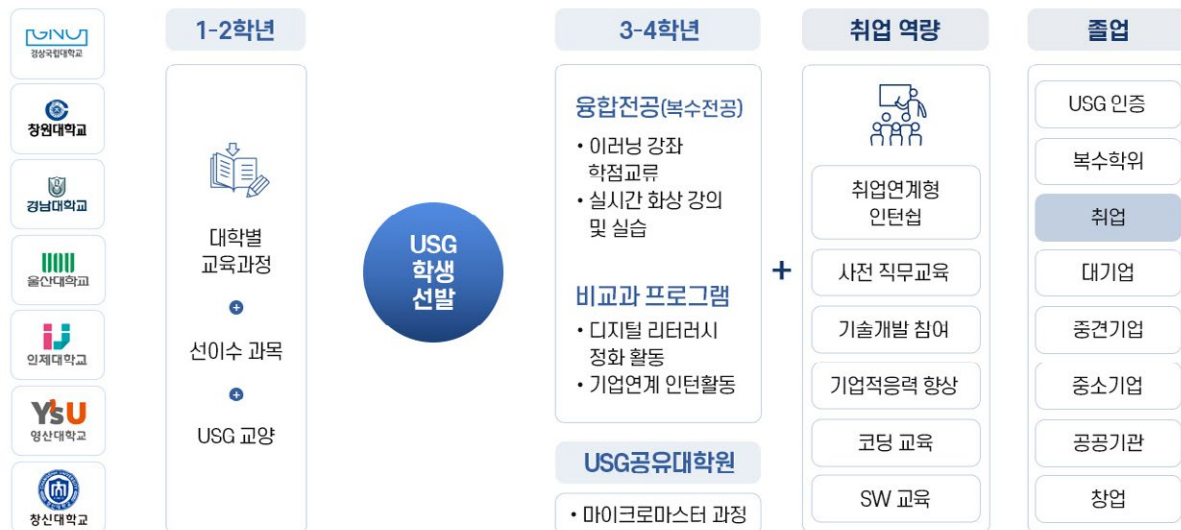 GNU
경상국립대학교
창원대학교
경남대학교
울산대학교
인제대학교
Y'sU
영산대학교
창신대학교
1-2학년
대학별
교육과정
+
선이수 과목
+
USG 교양
USG
학생
선발
3-4학년
융합전공(복수전공)
• 이러닝 강좌
학점교류
• 실시간 화상 강의
및 실습
비교과 프로그램
• 디지털 리터러시
정화 활동
• 기업연계 인턴활동
USG공유대학원
• 마이크로마스터 과정
+
취업 역량
취업연계형
인턴쉽
사전 직무교육
기술개발 참여
기업적응력 향상
코딩 교육
SW 교육
졸업
USG 인증
복수학위
취업
대기업
중견기업
중소기업
공공기관
창업